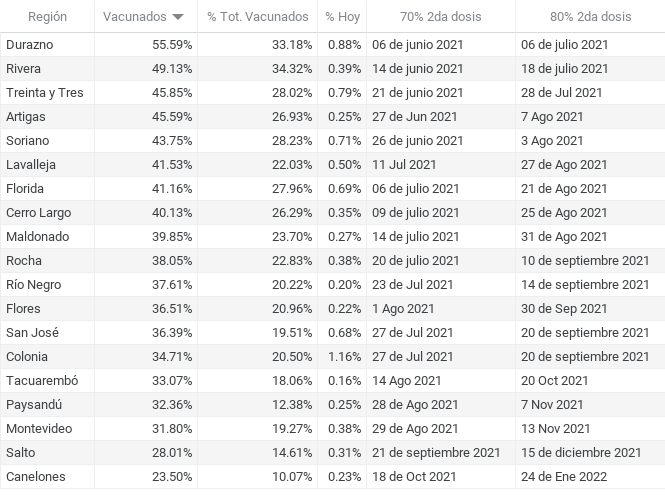 Región Vacunados % Tot. Vacunados % Hoy 70% 2da dosis 80% 2da dosis
Durazno 55.59% 33.18% 0.88% 06 de junio 2021 06 de julio 2021
Rivera 49.13% 34.32% 0.39% 14 de junio 2021 18 de julio 2021
Treinta y Tres 45.85% 28.02% 0.79% 21 de junio 2021 28 de Jul 2021
Artigas 45.59% 26.93% 0.25% 27 de Jun 2021 7 Ago 2021
Soriano 43.75% 28.23% 0.71% 26 de junio 2021 3 Ago 2021
Lavalleja 41.53% 22.03% 0.50% 11 Jul 2021 27 de Ago 2021
Florida 41.16% 27.96% 0.69% 06 de julio 2021 21 de Ago 2021
Cerro Largo 40.13% 26.29% 0.35% 09 de julio 2021 25 de Ago 2021
Maldonado 39.85% 23.70% 0.27% 14 de julio 2021 31 de Ago 2021
Rocha 38.05% 22.83% 0.38% 20 de julio 2021 10 de septiembre 2021
Río Negro 37.61% 20.22% 0.20% 23 de Jul 2021 14 de septiembre 2021
Flores 36.51% 20.96% 0.22% 1 Ago 2021 30 de Sep 2021
San José 36.39% 19.51% 0.68% 27 de Jul 2021 20 de septiembre 2021
Colonia 34.71% 20.50% 1.16% 27 de Jul 2021 20 de septiembre 2021
Tacuarembó 33.07% 18.06% 0.16% 14 Ago 2021 20 Oct 2021
Paysandú 32.36% 12.38% 0.25% 28 de Ago 2021 7 Nov 2021
Montevideo 31.80% 19.27% 0.38% 29 de Ago 2021 13 Nov 2021
Salto 28.01% 14.61% 0.31% 21 de septiembre 2021 15 de diciembre 2021
Canelones 23.50% 10.07% 0.23% 18 de Oct 2021 24 de Ene 2022